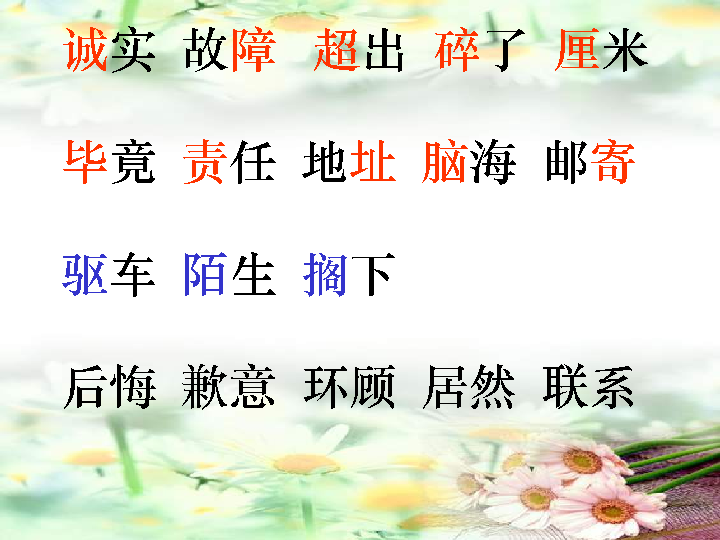 诚实 故障 超出 碎了 厘米
毕竟 责任 地址 脑海 邮寄
驱车 陌生 搁下
后悔 歉意 环顾 居然 联系